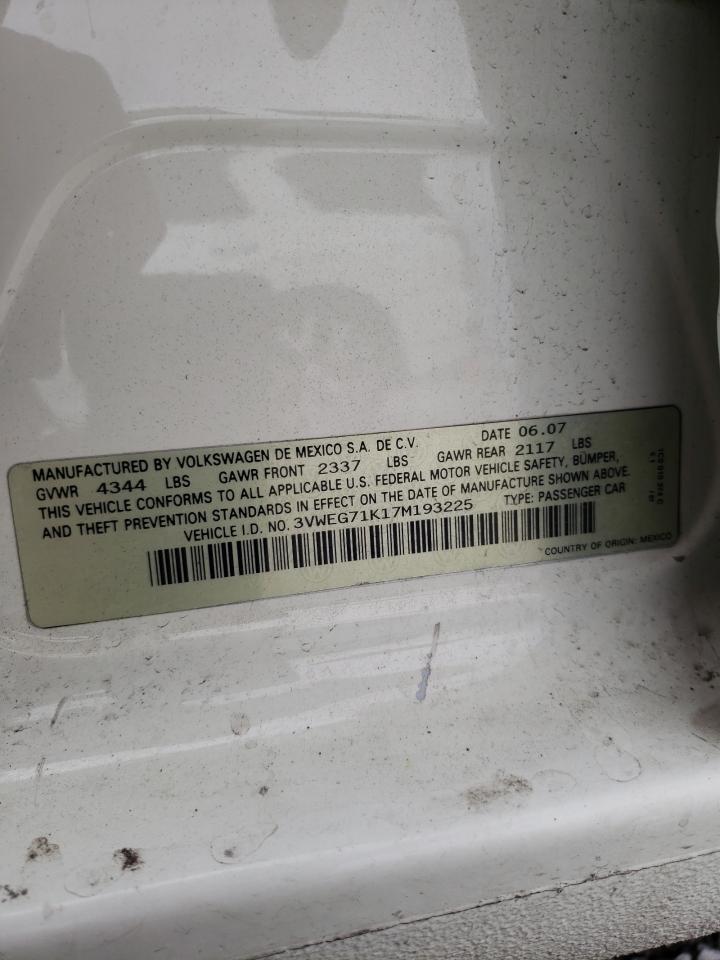 MANUFACTURED BY VOLKSWAGEN DE MEXICO S.A. DE C.V. DATE 06.07
GVWR 4344 LBS GAWR FRONT 2337 LBS GAWR REAR 2117 LBS
THIS VEHICLE CONFORMS TO ALL APPLICABLE U.S. FEDERAL MOTOR VEHICLE SAFETY, BUMPER,
AND THEFT PREVENTION STANDARDS IN EFFECT ON THE DATE OF MANUFACTURE SHOWN ABOVE.
VEHICLE I.D. NO. 3VWEG71K17M193225 TYPE: PASSENGER CAR
COUNTRY OF ORIGIN: MEXICO